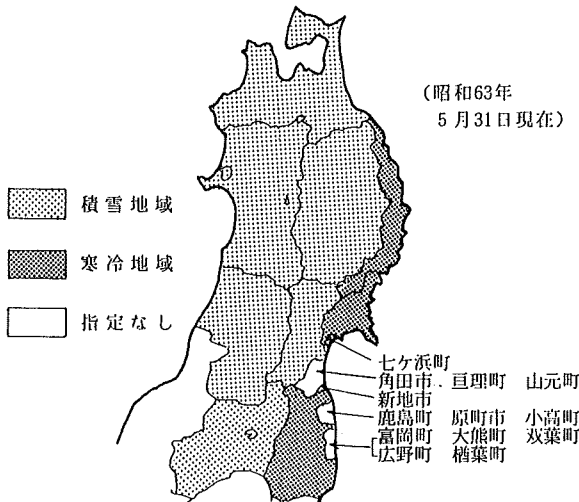 (昭和63年
5月31日現在)
積雪地域
寒冷地域
指定なし
七ケ浜町
角田市‥亘理町 山元町
新地市
鹿島町 原町市 小高町
富岡町 大熊町 双葉町
広野町 楢葉町